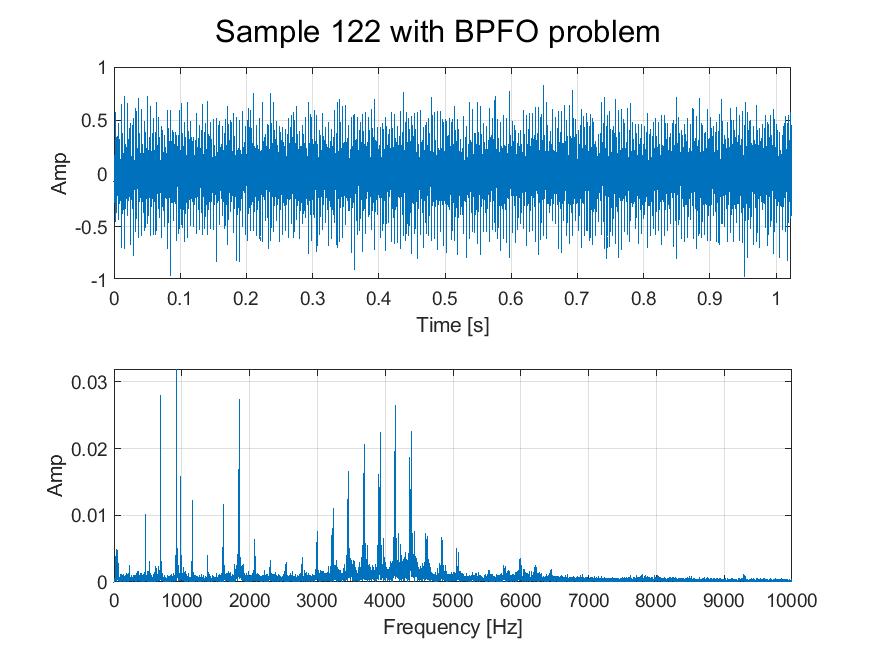 Sample 122 with BPFO problem
1
0.5
0
-0.5
-1
Amp
0 0.1 0.2 0.3 0.4 0.5 0.6 0.7 0.8 0.9 1
Time [s]
0.03
0.02
0.01
0
Amp
0 1000 2000 3000 4000 5000 6000 7000 8000 9000 10000
Frequency [Hz]